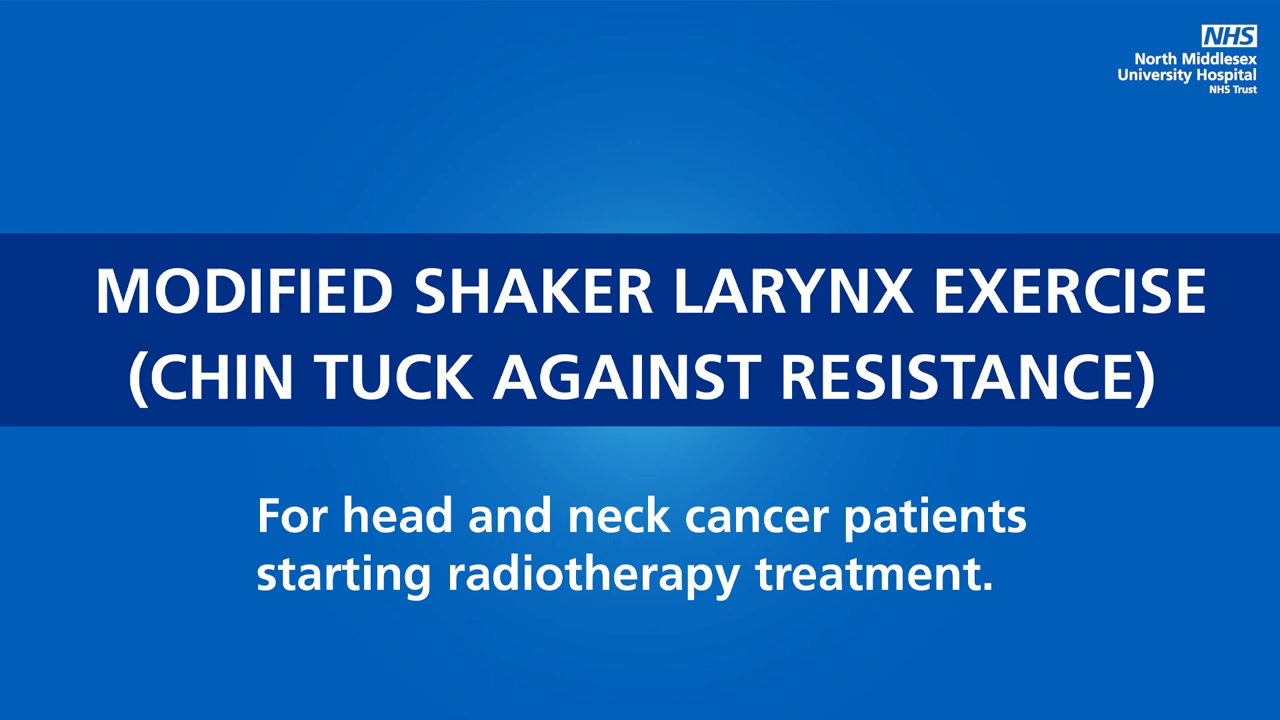 NHS
North Middlesex
University Hospital
NHS Trust
MODIFIED SHAKER LARYNX EXERCISE
(CHIN TUCK AGAINST RESISTANCE)
For head and neck cancer patients
starting radiotherapy treatment.